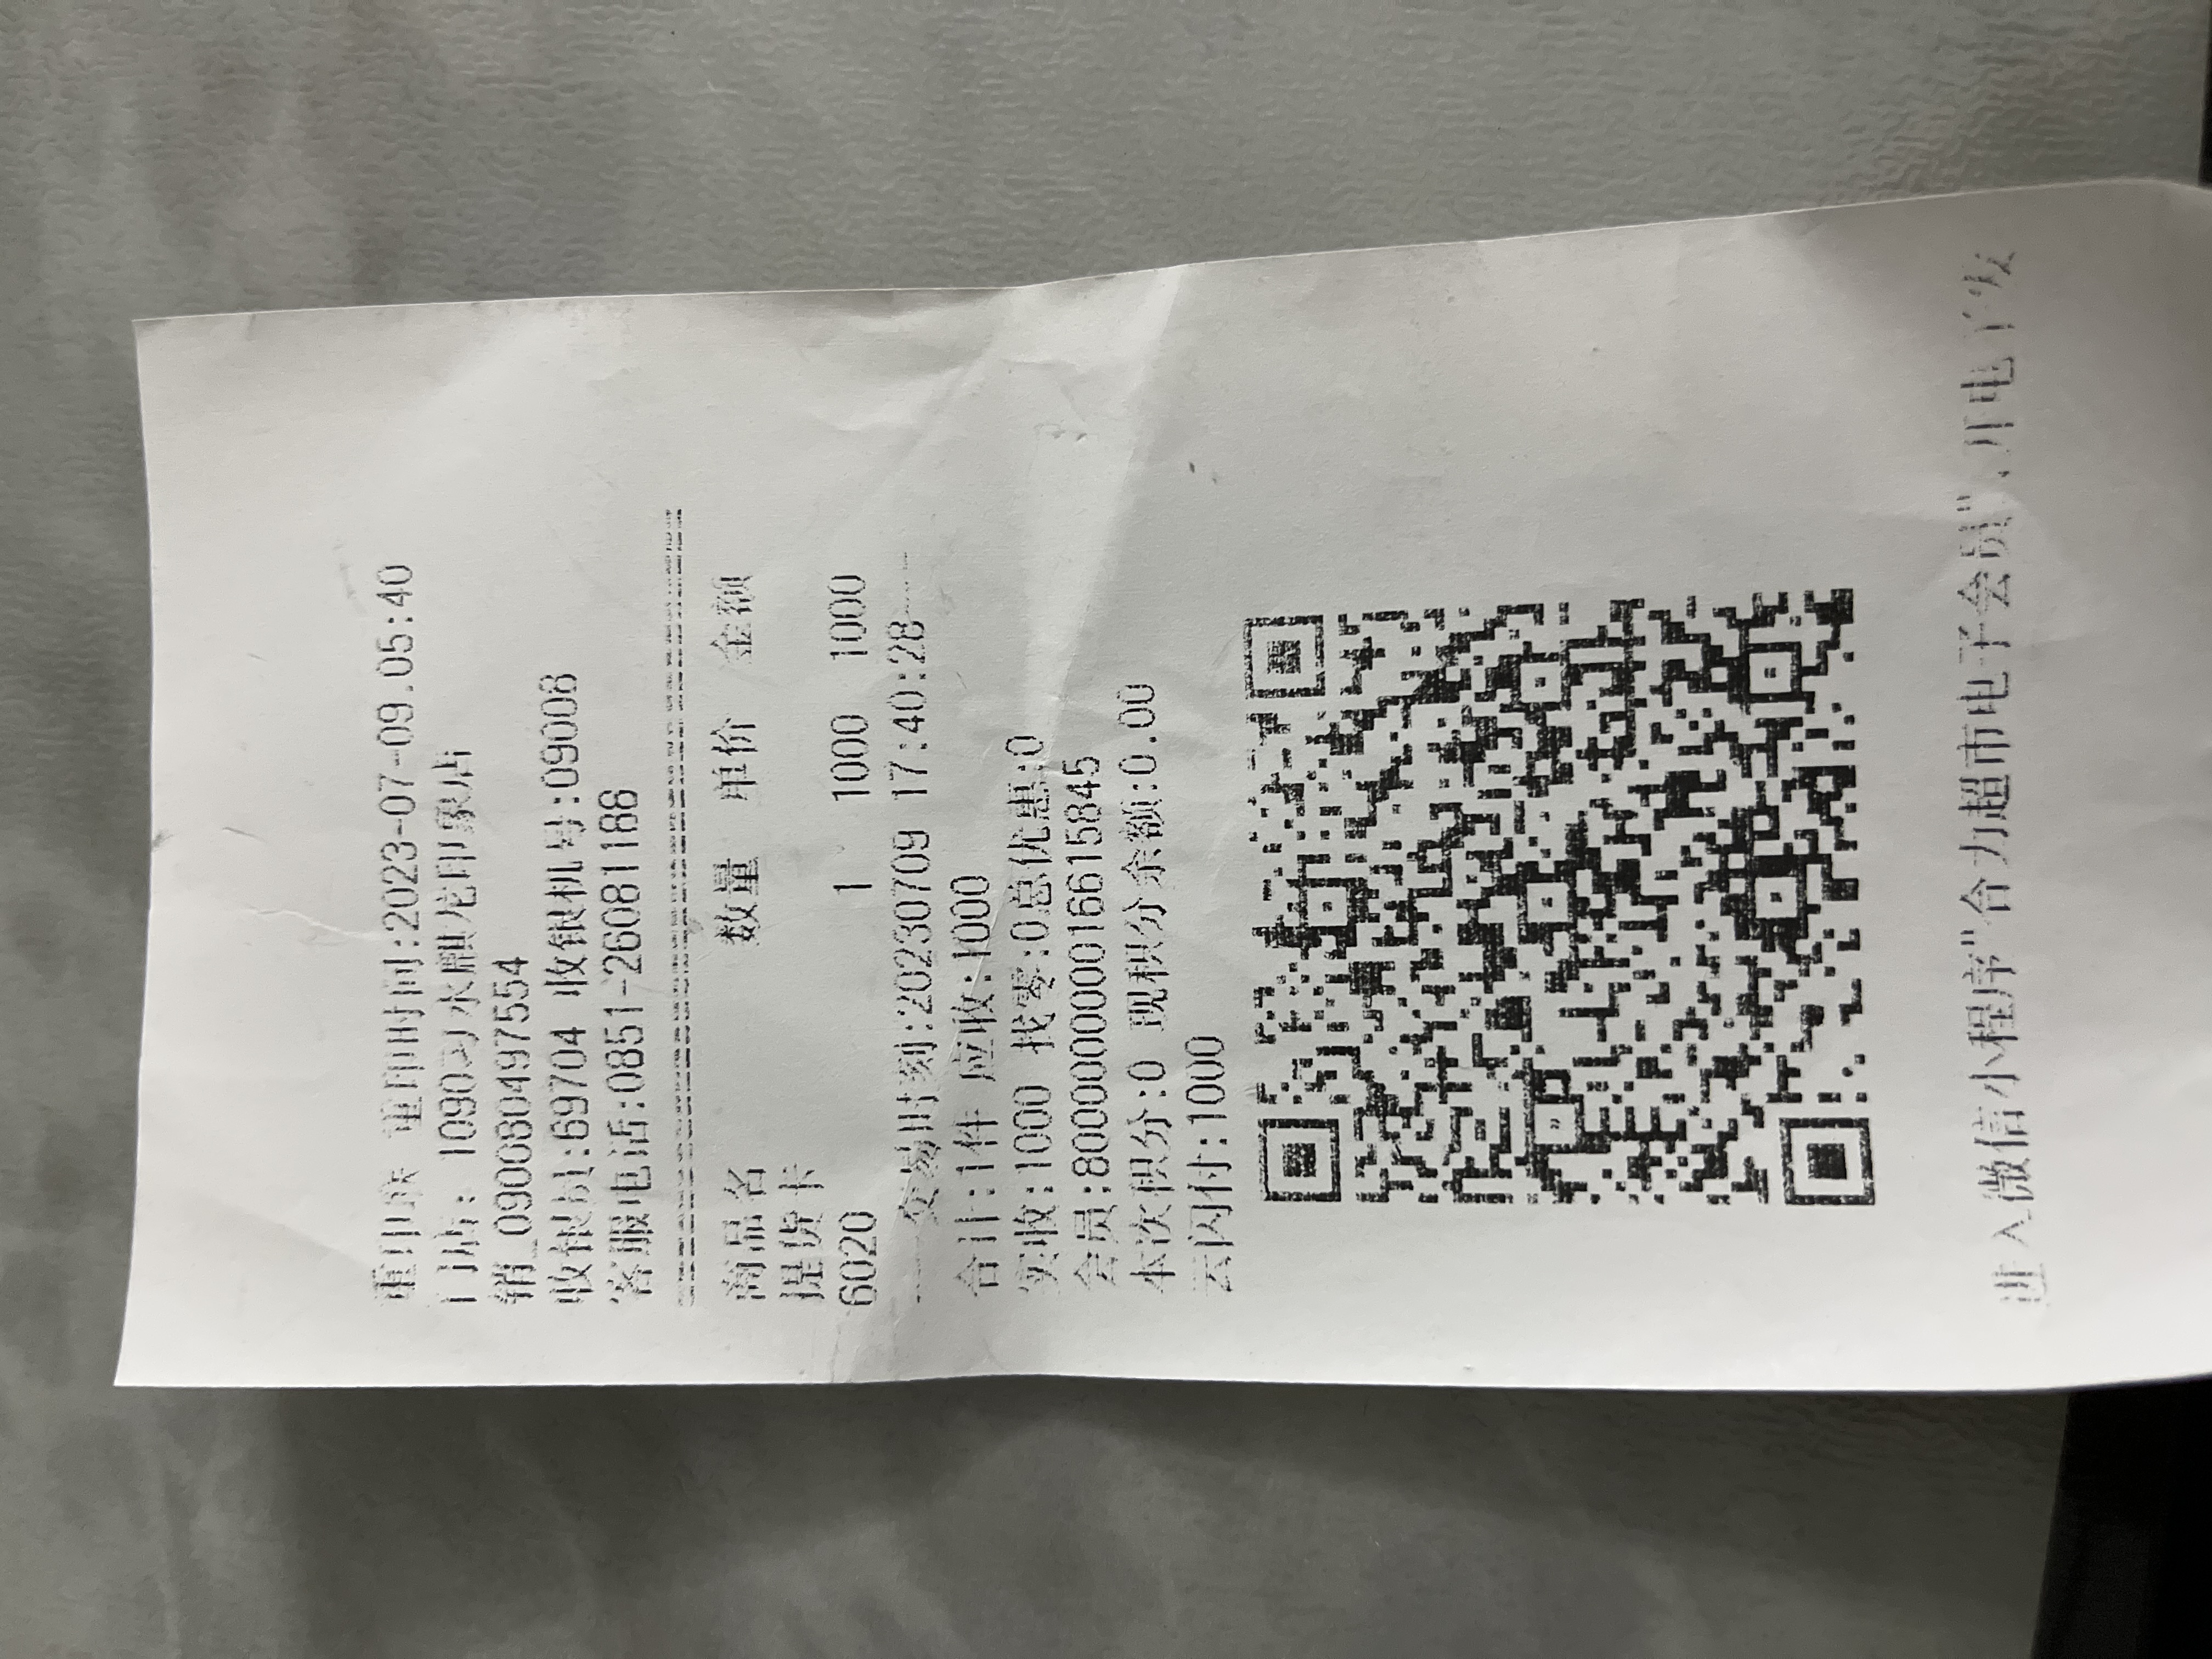 重印床 重印时间:2023-07-09.05:40
门店: 1090习水麒龙印象店
销_0900880497554
收银员:69704 收银机号:09008
客服电话:0851-26081188
商品名 数量 单价 金额
提货卡
6020 1 1000 1000
交易时刻:20230709 17:40:28
合计:1件 应收:1000
实收:1000 找零:0总优惠:0
会员:8000000000016615845
本次积分:0 现积分余额:0.00
云闪付:1000
进入微信小程序"合力超市电子会员",开电子发